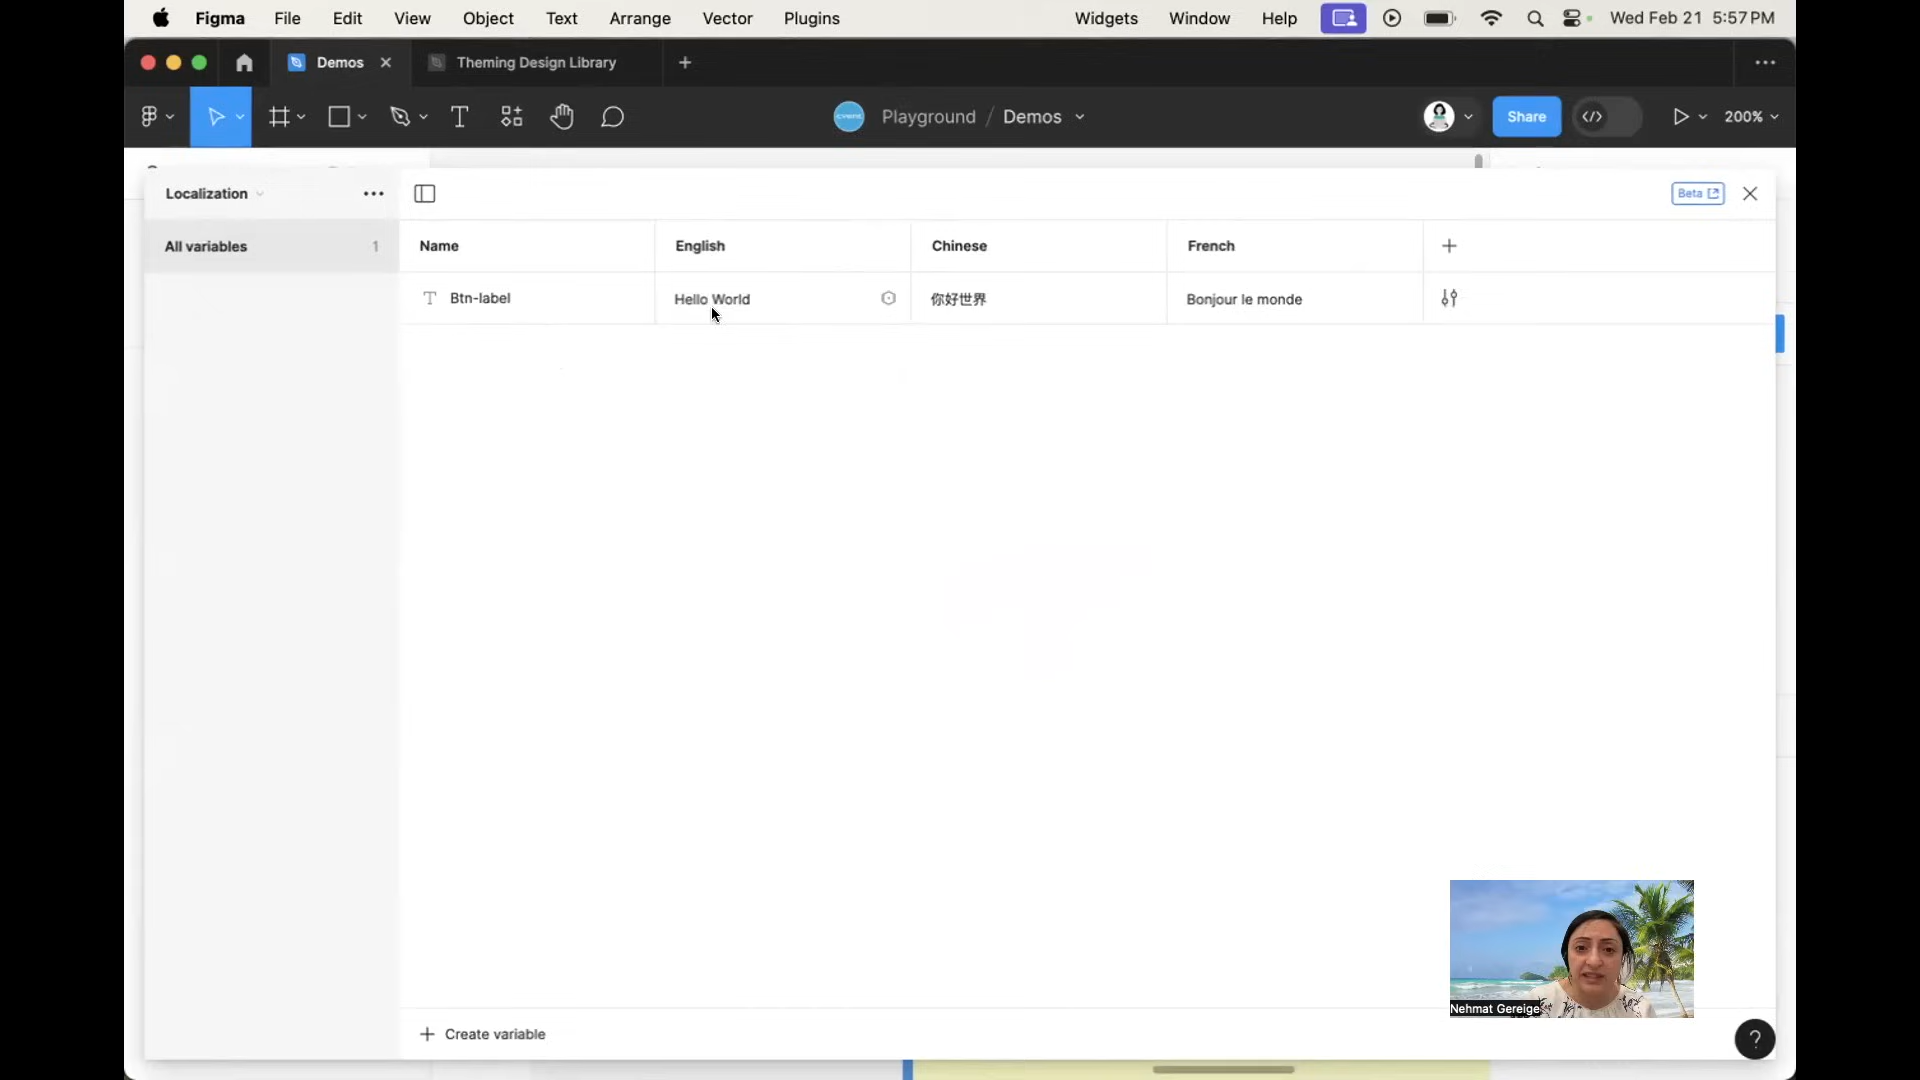 Figma File Edit View Object Text Arrange Vector Plugins Widgets Window Help Wed Feb 21 5:57 PM
Demos Theming Design Library
Playground / Demos Share 200%
Localization Beta
All variables 1 Name English Chinese French
Btn-label Hello World 你好世界 Bonjour le monde
Nehmat Gereige
Create variable ?